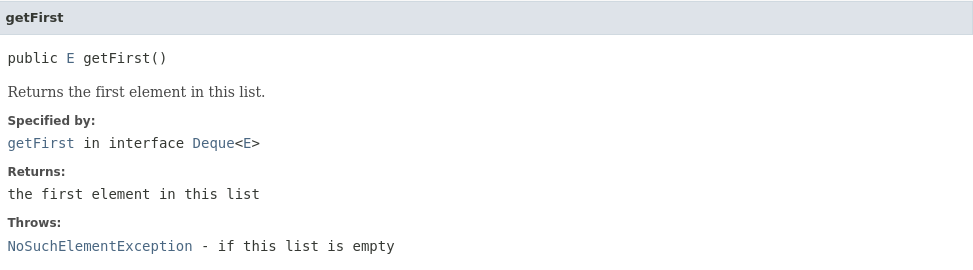 getFirst
public E getFirst()
Returns the first element in this list.
Specified by:
getFirst in interface Deque<E>
Returns:
the first element in this list
Throws:
NoSuchElementException - if this list is empty